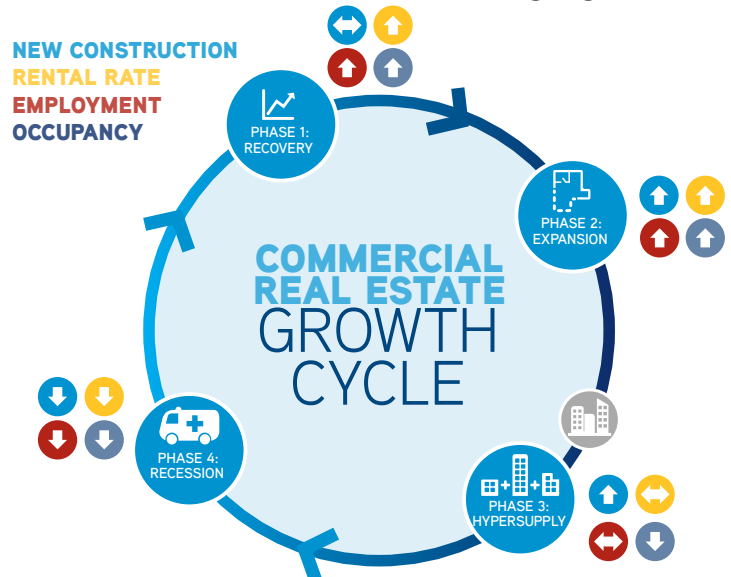 NEW CONSTRUCTION
RENTAL RATE
EMPLOYMENT
OCCUPANCY
PHASE 1:
RECOVERY
PHASE 2:
EXPANSION
COMMERCIAL
REAL ESTATE
GROWTH
CYCLE
PHASE 4:
RECESSION
PHASE 3:
HYPERSUPPLY